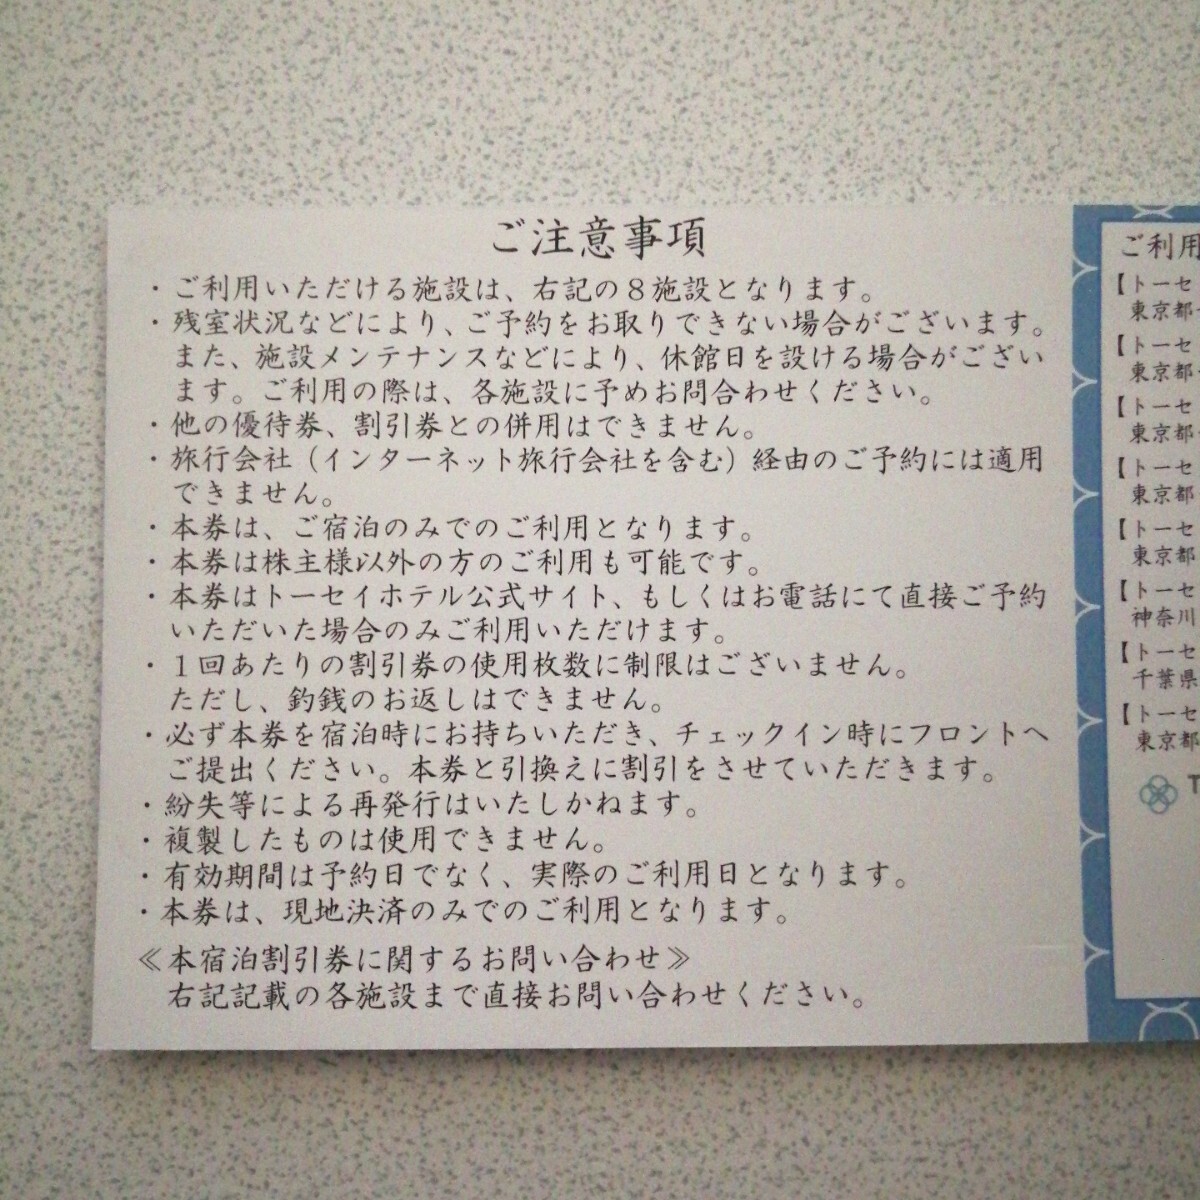 ご注意事項
・ご利用いただける施設は、右記の８施設となります。
・残室状況などにより、ご予約をお取りできない場合がございます。
また、施設メンテナンスなどにより、休館日を設ける場合がござい
ます。ご利用の際は、各施設に予めお問合わせください。
・他の優待券、割引券との併用はできません。
・旅行会社（インターネット旅行会社を含む）経由のご予約には適用
できません。
・本券は、ご宿泊のみでのご利用となります。
・本券は株主様以外の方のご利用も可能です。
・本券はトーセイホテル公式サイト、もしくはお電話にて直接ご予約
いただいた場合のみご利用いただけます。
・１回あたりの割引券の使用枚数に制限はございません。
ただし、釣銭のお返しはできません。
・必ず本券を宿泊時にお持ちいただき、チェックイン時にフロントへ
ご提出ください。本券と引換えに割引をさせていただきます。
・紛失等による再発行はいたしかねます。
・複製したものは使用できません。
・有効期間は予約日でなく、実際のご利用日となります。
・本券は、現地決済のみでのご利用となります。
≪本宿泊割引券に関するお問い合わせ≫
右記記載の各施設まで直接お問い合わせください。
ご利用
【トーセ
東京都
【トーセ
東京都
【トーセ
東京都
【トーセ
東京都
【トーセ
東京都
【トーセ
神奈川
【トーセ
千葉県
【トーセ
東京都
T